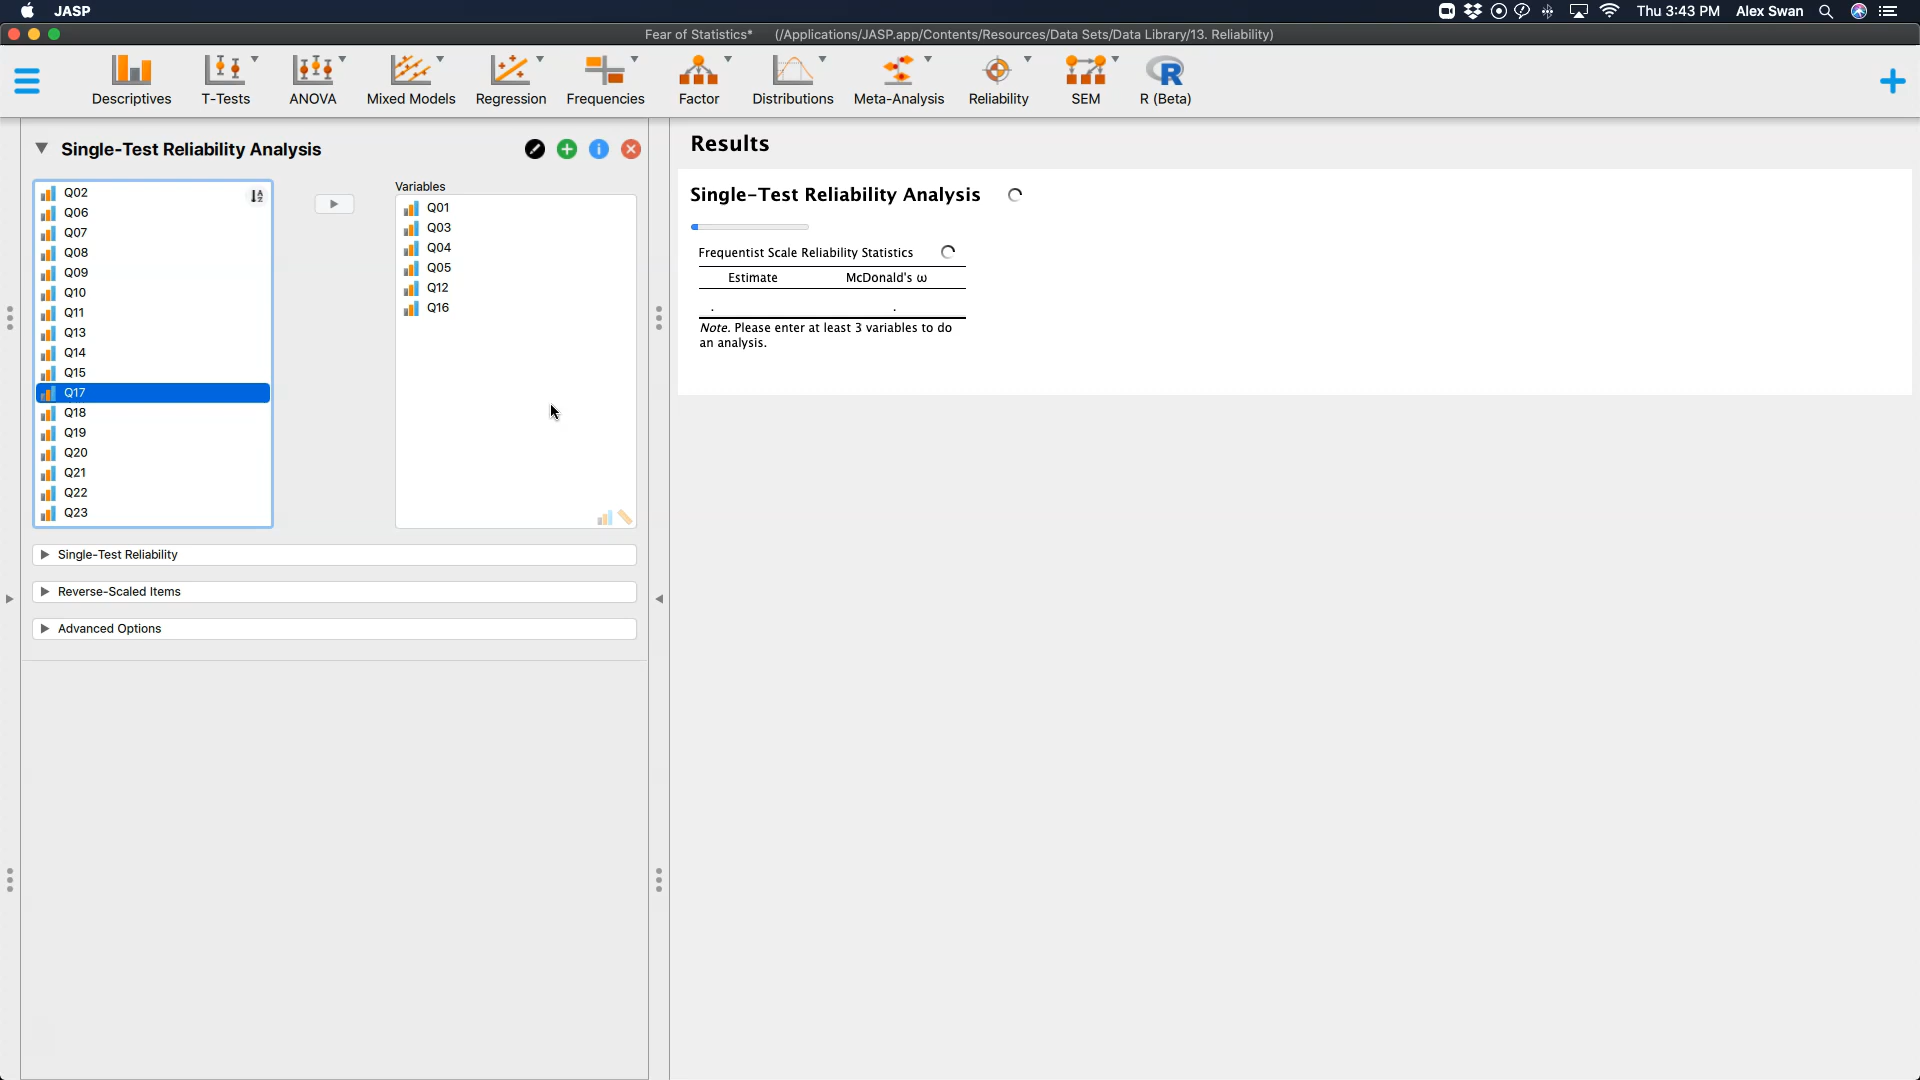 JASP
Thu 3:43 PM Alex Swan
Fear of Statistics* (/Applications/JASP.app/Contents/Resources/Data Sets/Data Library/13. Reliability)
Descriptives T-Tests ANOVA Mixed Models Regression Frequencies Factor Distributions Meta-Analysis Reliability SEM R (Beta)
Single-Test Reliability Analysis
Q02
Q06
Q07
Q08
Q09
Q10
Q11
Q13
Q14
Q15
Q17
Q18
Q19
Q20
Q21
Q22
Q23
Variables
Q01
Q03
Q04
Q05
Q12
Q16
Single-Test Reliability
Reverse-Scaled Items
Advanced Options
Results
Single-Test Reliability Analysis
Frequentist Scale Reliability Statistics
Estimate McDonald's ω
. .
Note. Please enter at least 3 variables to do
an analysis.